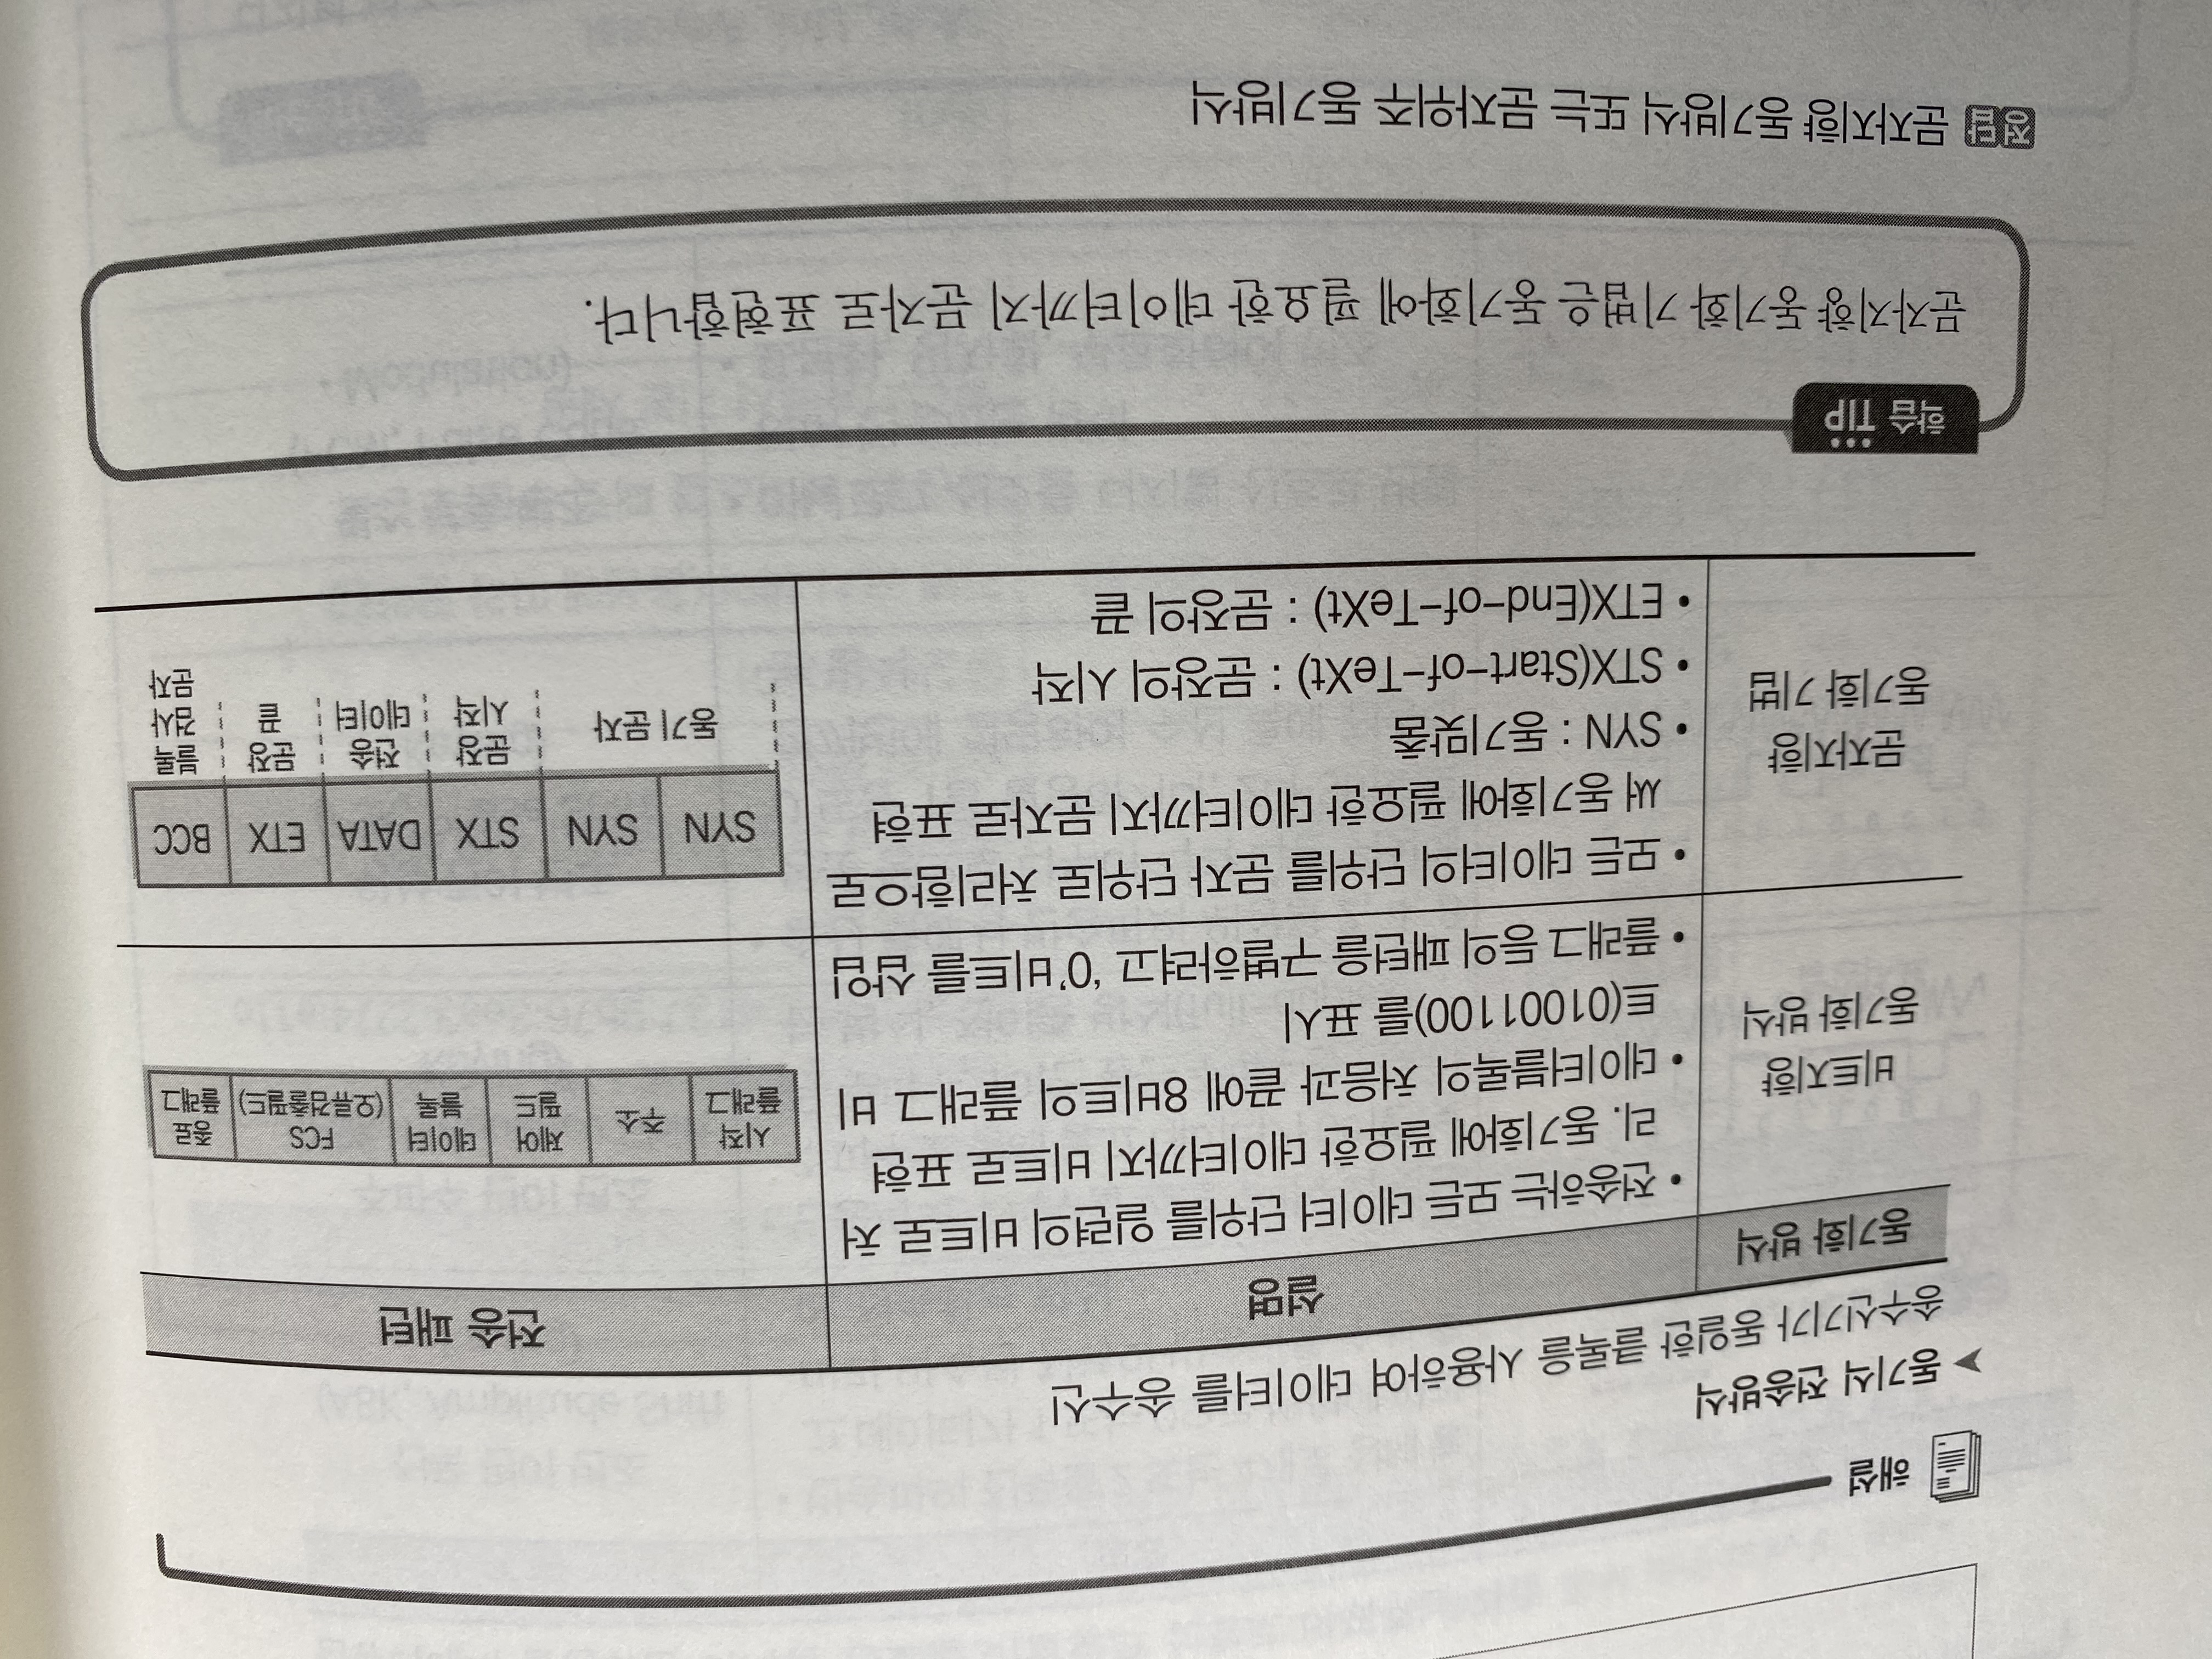 해설
➤ 동기식 전송방식
송수신기가 동일한 클록을 사용하여 데이터를 송수신
동기화 방식 설명 전송 패턴
비트지향
동기화 방식
• 전송하는 모든 데이터 단위를 일련의 비트로 처
리. 동기화에 필요한 데이터까지 비트로 표현
• 데이터블록의 처음과 끝에 8비트의 플래그 비
트(01001100)를 표시
• 플래그 등의 패턴을 구별하려고 ‘0’비트를 삽입
시작 플래그 주소 제어 필드 데이터 블록 FCS (오류검출필드) 종료 플래그
문자지향
동기화 기법
• 모든 데이터의 단위를 문자 단위로 처리함으로
써 동기화에 필요한 데이터까지 문자로 표현
• SYN : 동기맞춤
• STX(Start-of-TeXt) : 문장의 시작
• ETX(End-of-TeXt) : 문장의 끝
SYN SYN STX DATA ETX BCC
동기 문자 문장 시작 전송 데이터 문장 끝 블록 검사 문자
학습 TIP
문자지향 동기화 기법은 동기화에 필요한 데이터까지 문자로 표현합니다.
정답 문자지향 동기방식 또는 문자위주 동기방식